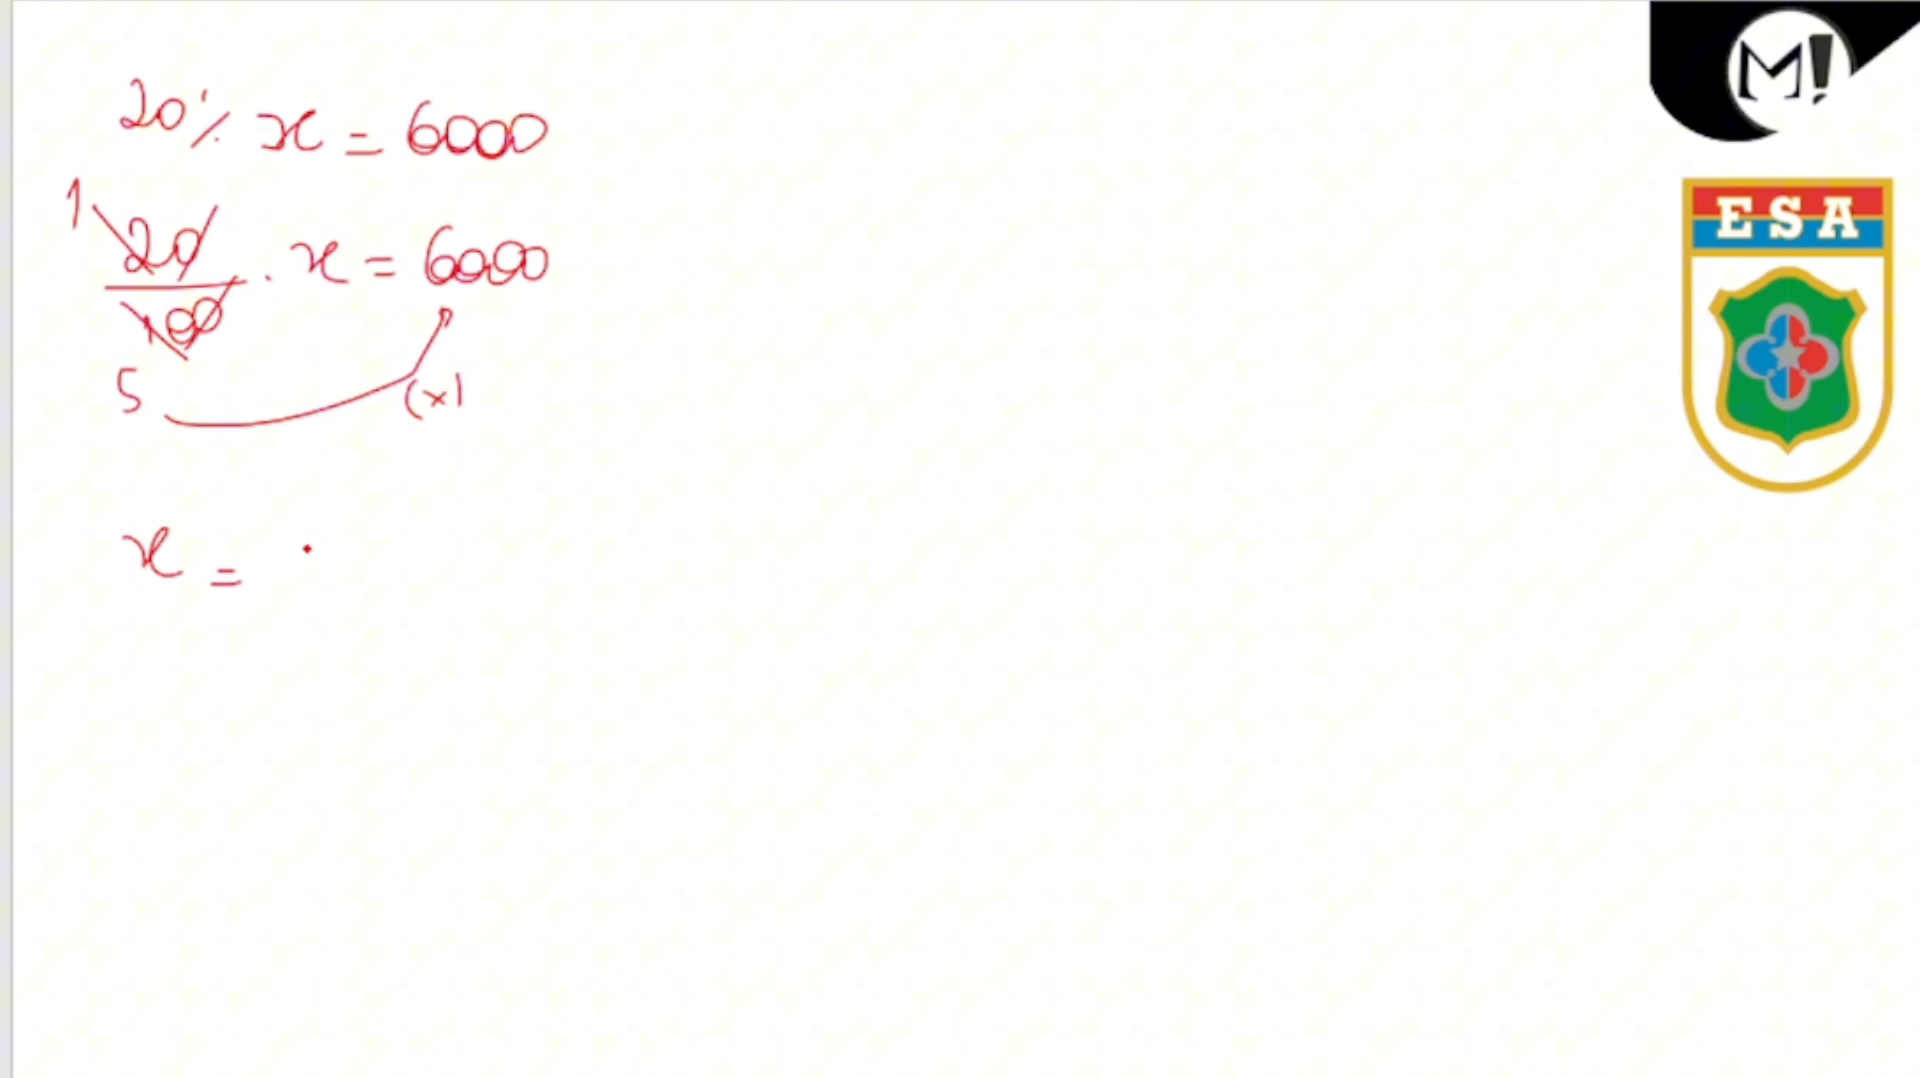 20% x = 6000
1
20
100 . x = 6000
5
(x)
x =
M!
ESA